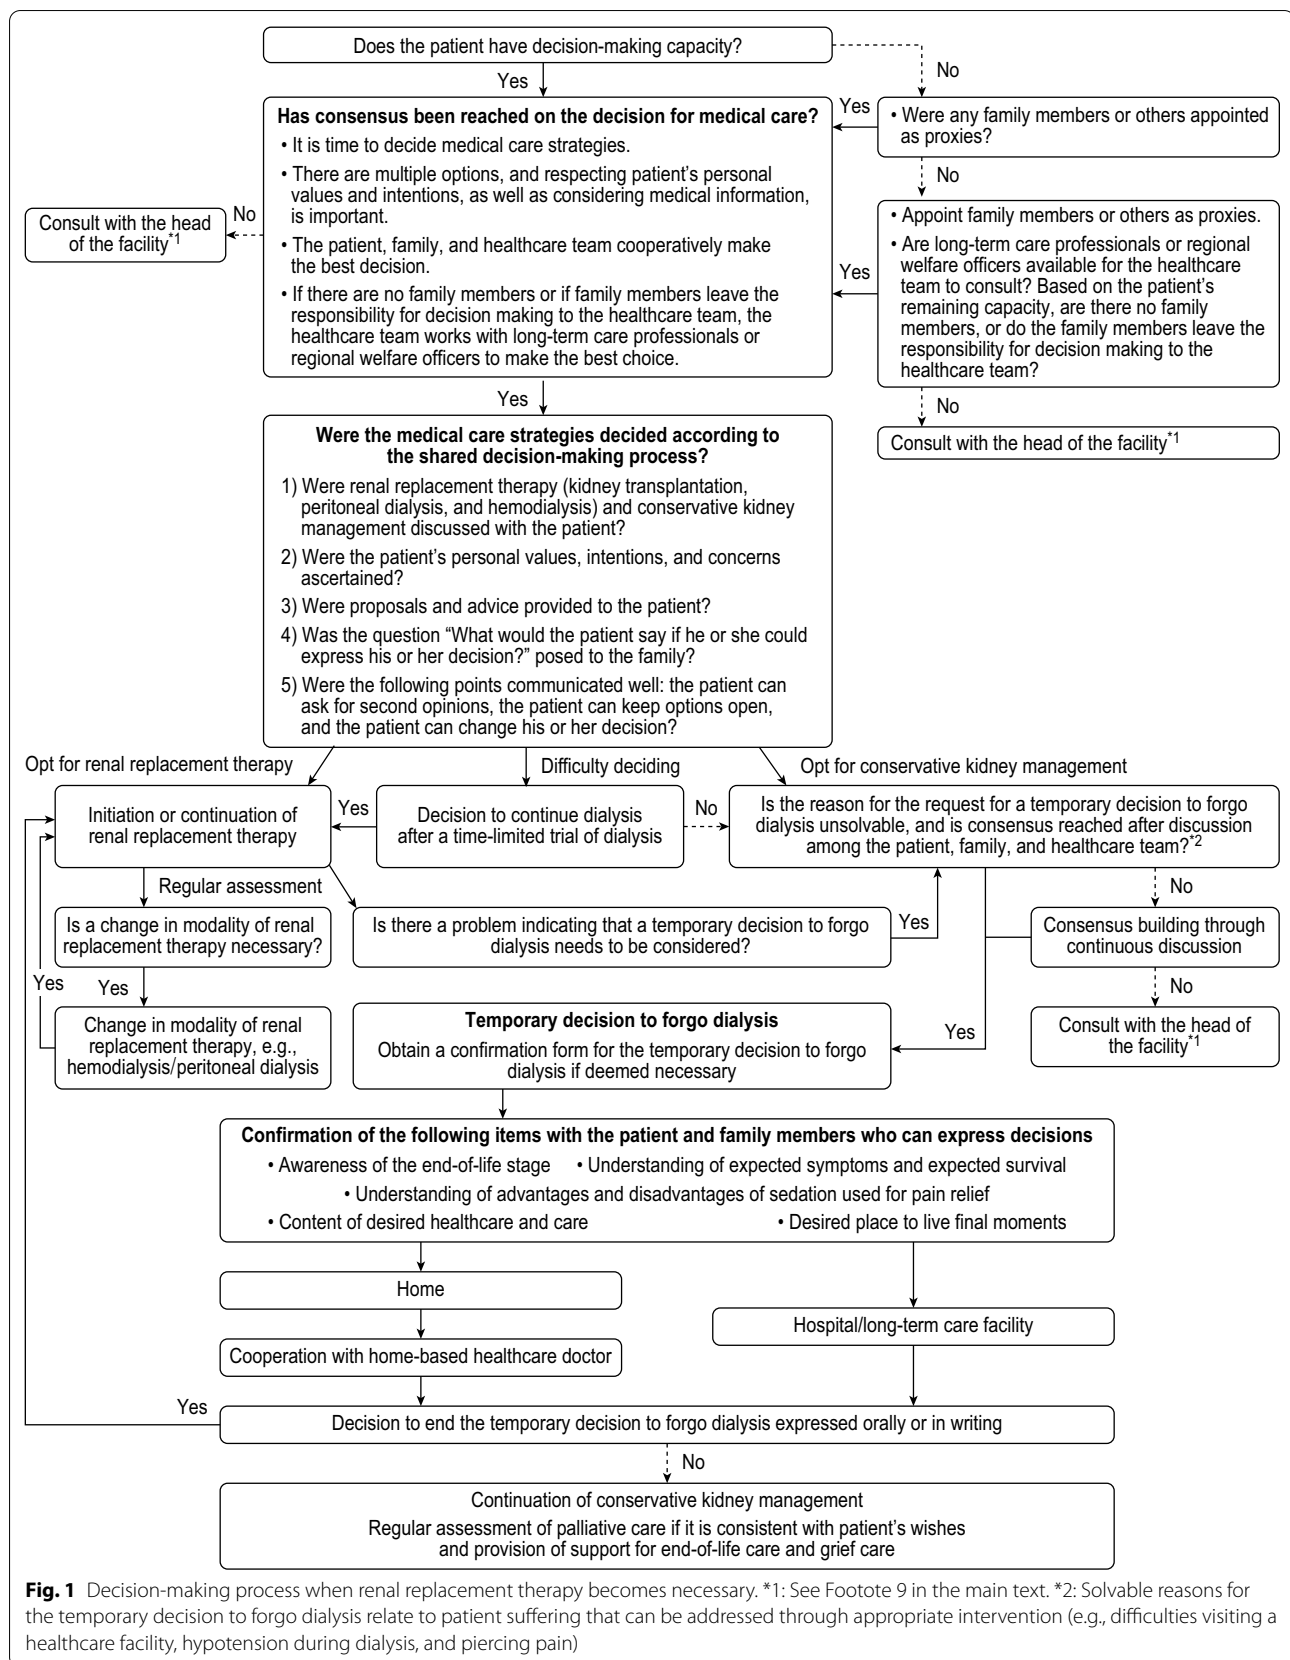 Does the patient have decision-making capacity?
No
Yes
Has consensus been reached on the decision for medical care?
• It is time to decide medical care strategies.
• There are multiple options, and respecting patient's personal
values and intentions, as well as considering medical information,
is important.
• The patient, family, and healthcare team cooperatively make
the best decision.
• If there are no family members or if family members leave the
responsibility for decision making to the healthcare team, the
healthcare team works with long-term care professionals or
regional welfare officers to make the best choice.
Yes
• Were any family members or others appointed
as proxies?
No
No
Consult with the head
of the facility*1
Yes
• Appoint family members or others as proxies.
• Are long-term care professionals or regional
welfare officers available for the healthcare
team to consult? Based on the patient's
remaining capacity, are there no family
members, or do the family members leave the
responsibility for decision making to the
healthcare team?
No
Consult with the head of the facility*1
Yes
Were the medical care strategies decided according to
the shared decision-making process?
1) Were renal replacement therapy (kidney transplantation,
peritoneal dialysis, and hemodialysis) and conservative kidney
management discussed with the patient?
2) Were the patient's personal values, intentions, and concerns
ascertained?
3) Were proposals and advice provided to the patient?
4) Was the question “What would the patient say if he or she could
express his or her decision?” posed to the family?
5) Were the following points communicated well: the patient can
ask for second opinions, the patient can keep options open,
and the patient can change his or her decision?
Opt for renal replacement therapy
Difficulty deciding
Opt for conservative kidney management
Initiation or continuation of
renal replacement therapy
Yes
Decision to continue dialysis
after a time-limited trial of dialysis
No
Is the reason for the request for a temporary decision to forgo
dialysis unsolvable, and is consensus reached after discussion
among the patient, family, and healthcare team?*2
Regular assessment
No
Is a change in modality of renal
replacement therapy necessary?
Is there a problem indicating that a temporary decision to forgo
dialysis needs to be considered?
Yes
Consensus building through
continuous discussion
Yes
Yes
No
Change in modality of renal
replacement therapy, e.g.,
hemodialysis/peritoneal dialysis
Temporary decision to forgo dialysis
Obtain a confirmation form for the temporary decision to forgo
dialysis if deemed necessary
Yes
Consult with the head of
the facility*1
Confirmation of the following items with the patient and family members who can express decisions
• Awareness of the end-of-life stage • Understanding of expected symptoms and expected survival
• Understanding of advantages and disadvantages of sedation used for pain relief
• Content of desired healthcare and care • Desired place to live final moments
Home
Hospital/long-term care facility
Cooperation with home-based healthcare doctor
Yes
Decision to end the temporary decision to forgo dialysis expressed orally or in writing
No
Continuation of conservative kidney management
Regular assessment of palliative care if it is consistent with patient's wishes
and provision of support for end-of-life care and grief care
Fig. 1 Decision-making process when renal replacement therapy becomes necessary. *1: See Footote 9 in the main text. *2: Solvable reasons for
the temporary decision to forgo dialysis relate to patient suffering that can be addressed through appropriate intervention (e.g., difficulties visiting a
healthcare facility, hypotension during dialysis, and piercing pain)